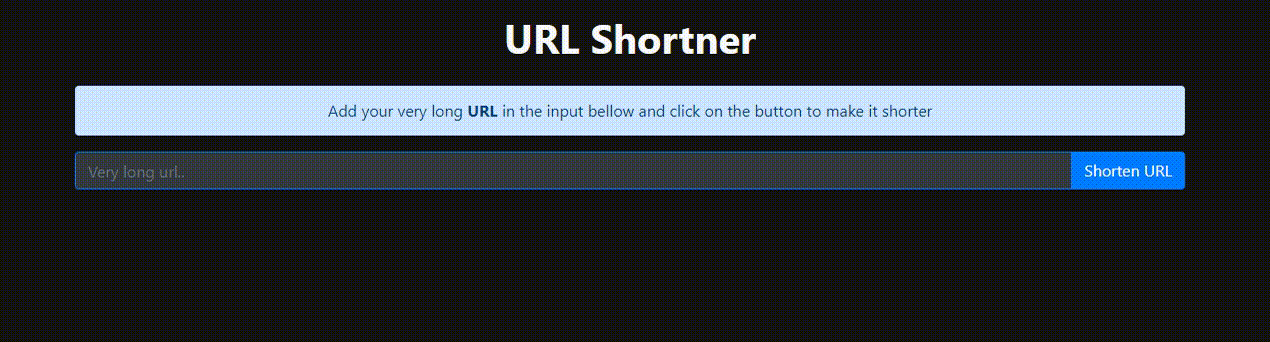 URL Shortner
Add your very long URL in the input bellow and click on the button to make it shorter
Very long url..
Shorten URL